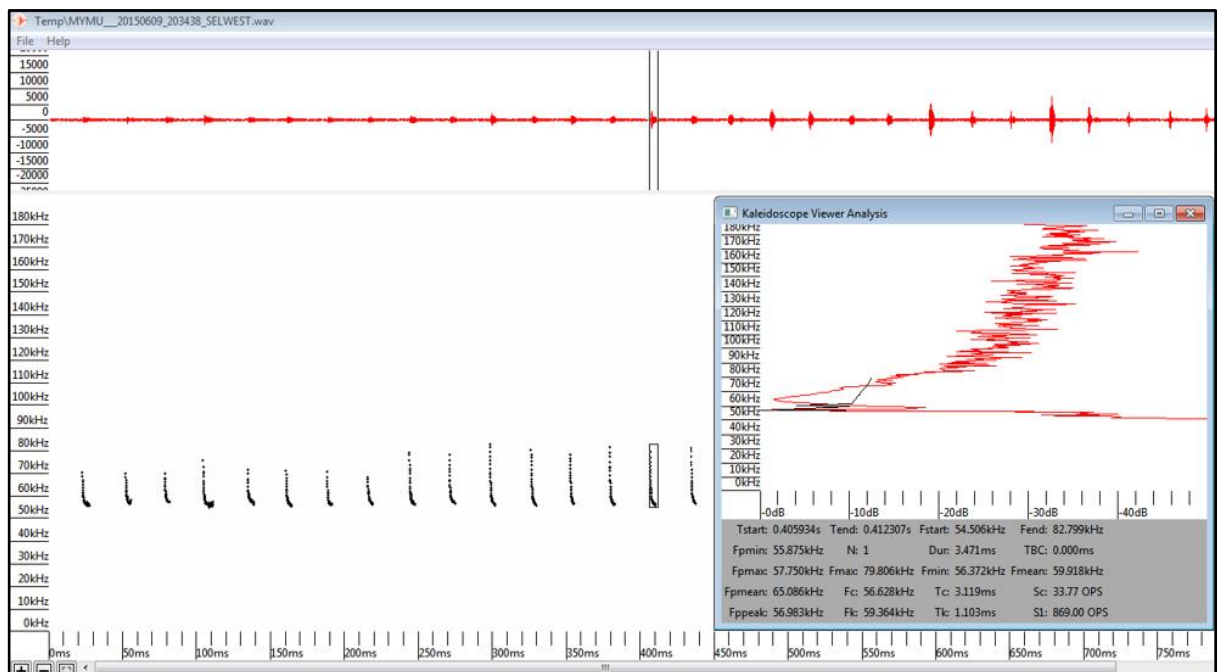 Temp\MYMU__20150609_203438_SELWEST.wav
File Help
15000
10000
5000
0
-5000
-10000
-15000
-20000
180kHz
170kHz
160kHz
150kHz
140kHz
130kHz
120kHz
110kHz
100kHz
90kHz
80kHz
70kHz
60kHz
50kHz
40kHz
30kHz
20kHz
10kHz
0kHz
0ms 50ms 100ms 150ms 200ms 250ms 300ms 350ms 400ms 450ms 500ms 550ms 600ms 650ms 700ms 750ms
Kaleidoscope Viewer Analysis
180kHz
170kHz
160kHz
150kHz
140kHz
130kHz
120kHz
110kHz
100kHz
90kHz
80kHz
70kHz
60kHz
50kHz
40kHz
30kHz
20kHz
10kHz
0kHz
-0dB -10dB -20dB -30dB -40dB
Tstart: 0.405934s Tend: 0.412307s Fstart: 54.506kHz Fend: 82.799kHz
Fpmin: 55.875kHz N: 1 Dur: 3.471ms TBC: 0.000ms
Fpmax: 57.750kHz Fmax: 79.806kHz Fmin: 56.372kHz Fmean: 59.918kHz
Fpmean: 65.086kHz Fc: 56.628kHz Tc: 3.119ms Sc: 33.77 OPS
Fppeak: 56.983kHz Fk: 59.364kHz Tk: 1.103ms S1: 869.00 OPS